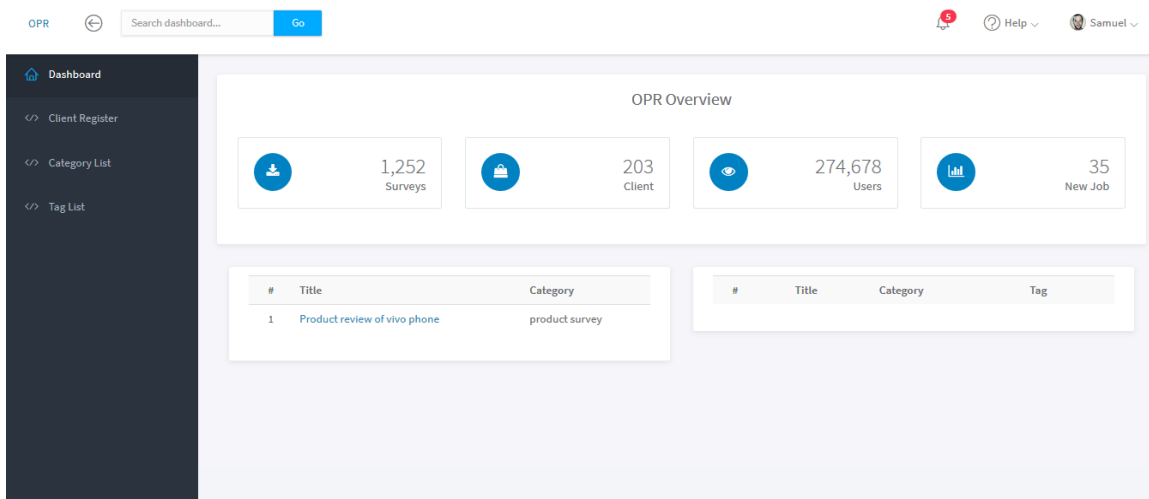 OPR Search dashboard... Go 5 Help Samuel
Dashboard
Client Register
Category List
Tag List
OPR Overview
1,252
Surveys
203
Client
274,678
Users
35
New Job
# Title Category
1 Product review of vivo phone product survey
# Title Category Tag